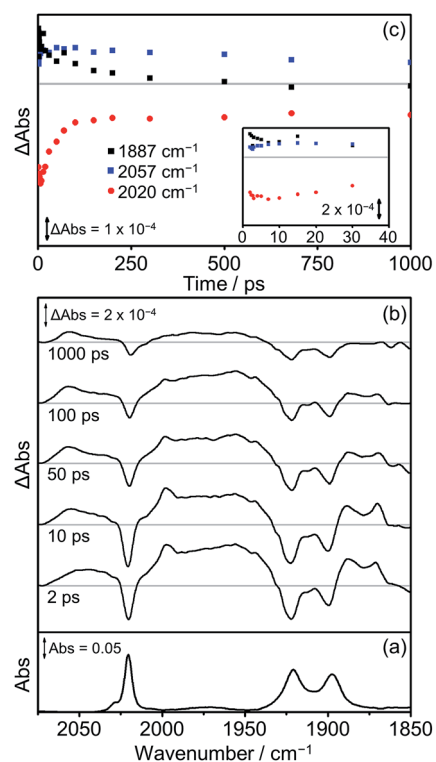 (c)
ΔAbs
1887 cm⁻¹
2057 cm⁻¹
2020 cm⁻¹
ΔAbs = 1 x 10⁻⁴
2 x 10⁻⁴
0 10 20 30 40
0 250 500 750 1000
Time / ps
ΔAbs = 2 x 10⁻⁴
(b)
1000 ps
100 ps
ΔAbs
50 ps
10 ps
2 ps
Abs = 0.05
(a)
Abs
2050 2000 1950 1900 1850
Wavenumber / cm⁻¹